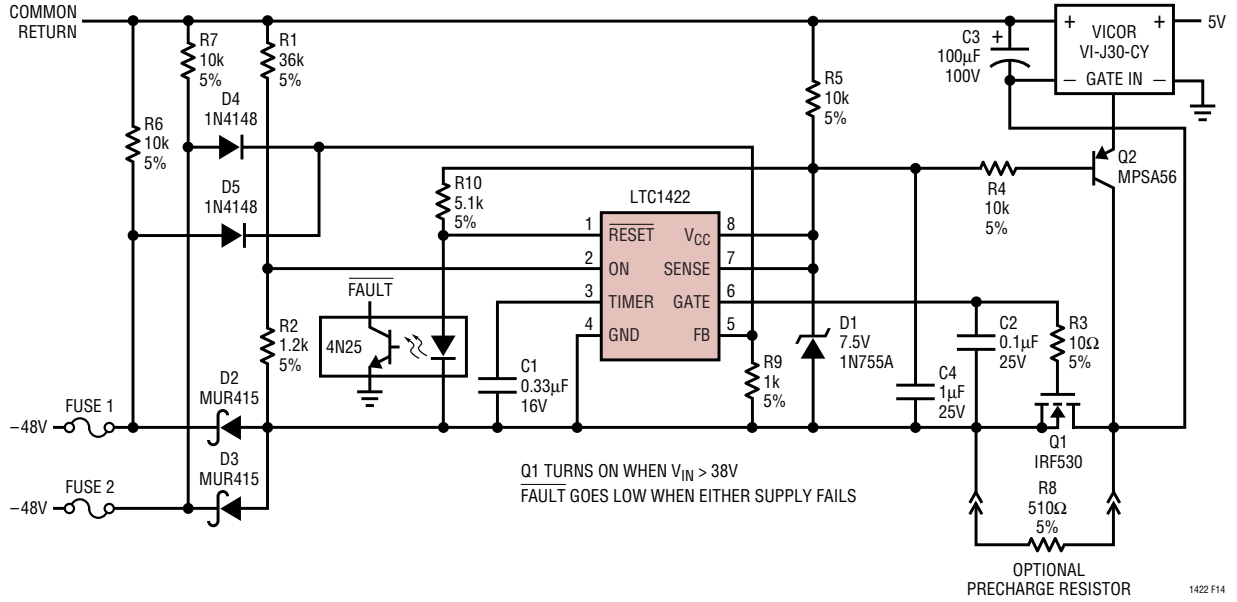 COMMON
RETURN
R7
10k
5%
R1
36k
5%
C3
100µF
100V
+
+
+
VICOR
VI-J30-CY
–
GATE IN
–
5V
D4
1N4148
R6
10k
5%
R5
10k
5%
D5
1N4148
R10
5.1k
5%
LTC1422
R4
10k
5%
Q2
MPSA56
1
RESET
VCC
8
2
ON
SENSE
7
3
TIMER
GATE
6
4
GND
FB
5
FAULT
4N25
R2
1.2k
5%
C1
0.33µF
16V
R9
1k
5%
D1
7.5V
1N755A
C4
1µF
25V
C2
0.1µF
25V
R3
10Ω
5%
D2
MUR415
–48V
FUSE 1
D3
MUR415
–48V
FUSE 2
Q1
IRF530
Q1 TURNS ON WHEN VIN > 38V
FAULT GOES LOW WHEN EITHER SUPPLY FAILS
R8
510Ω
5%
OPTIONAL
PRECHARGE RESISTOR
1422 F14